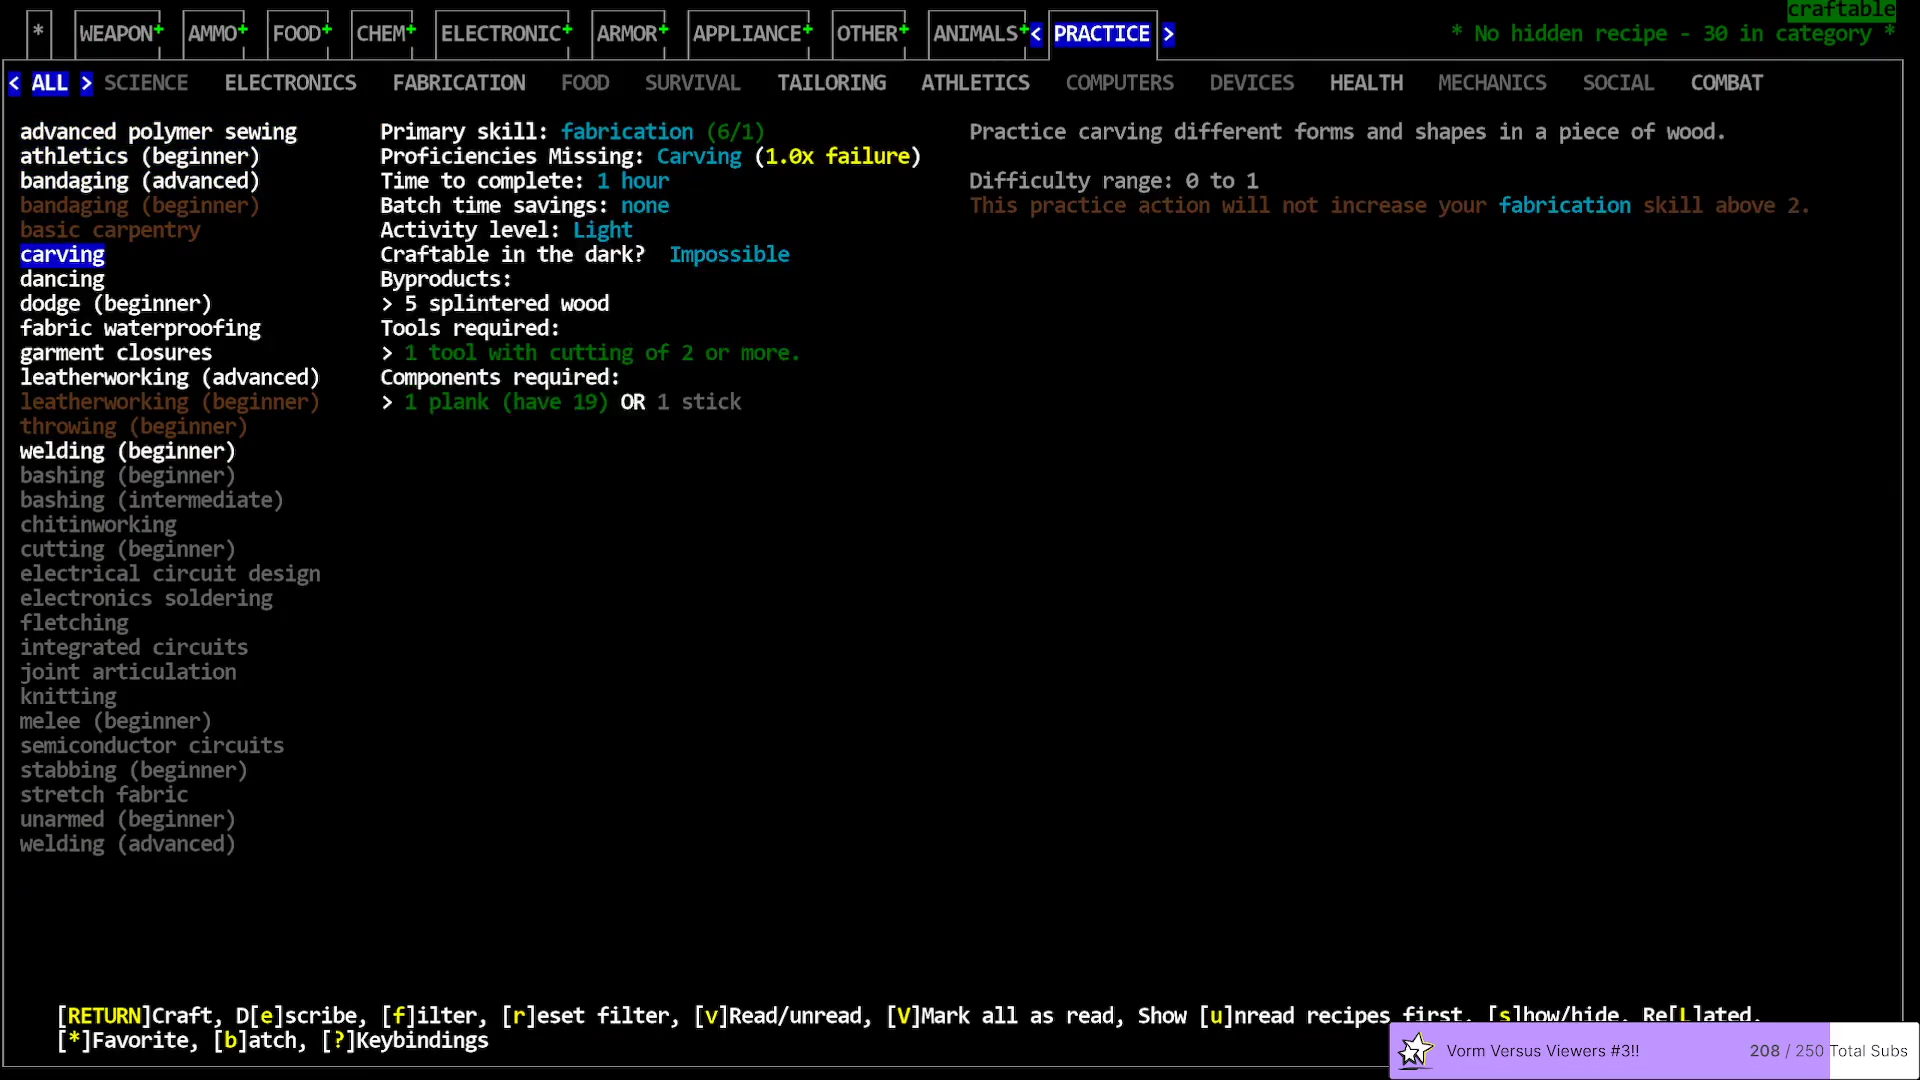 craftable
* WEAPON+ AMMO+ FOOD+ CHEM+ ELECTRONIC+ ARMOR+ APPLIANCE+ OTHER+ ANIMALS+ < PRACTICE > * No hidden recipe - 30 in category *
< ALL > SCIENCE ELECTRONICS FABRICATION FOOD SURVIVAL TAILORING ATHLETICS COMPUTERS DEVICES HEALTH MECHANICS SOCIAL COMBAT
advanced polymer sewing
athletics (beginner)
bandaging (advanced)
bandaging (beginner)
basic carpentry
carving
dancing
dodge (beginner)
fabric waterproofing
garment closures
leatherworking (advanced)
leatherworking (beginner)
throwing (beginner)
welding (beginner)
bashing (beginner)
bashing (intermediate)
chitinworking
cutting (beginner)
electrical circuit design
electronics soldering
fletching
integrated circuits
joint articulation
knitting
melee (beginner)
semiconductor circuits
stabbing (beginner)
stretch fabric
unarmed (beginner)
welding (advanced)
Primary skill: fabrication (6/1)
Proficiencies Missing: Carving (1.0x failure)
Time to complete: 1 hour
Batch time savings: none
Activity level: Light
Craftable in the dark? Impossible
Byproducts:
> 5 splintered wood
Tools required:
> 1 tool with cutting of 2 or more.
Components required:
> 1 plank (have 19) OR 1 stick
Practice carving different forms and shapes in a piece of wood.
Difficulty range: 0 to 1
This practice action will not increase your fabrication skill above 2.
[RETURN]Craft, D[e]scribe, [f]ilter, [r]eset filter, [v]Read/unread, [V]Mark all as read, Show [u]nread recipes first, [s]how/hide, Re[L]ated,
[*]Favorite, [b]atch, [?]Keybindings
Vorm Versus Viewers #3!! 208 / 250 Total Subs